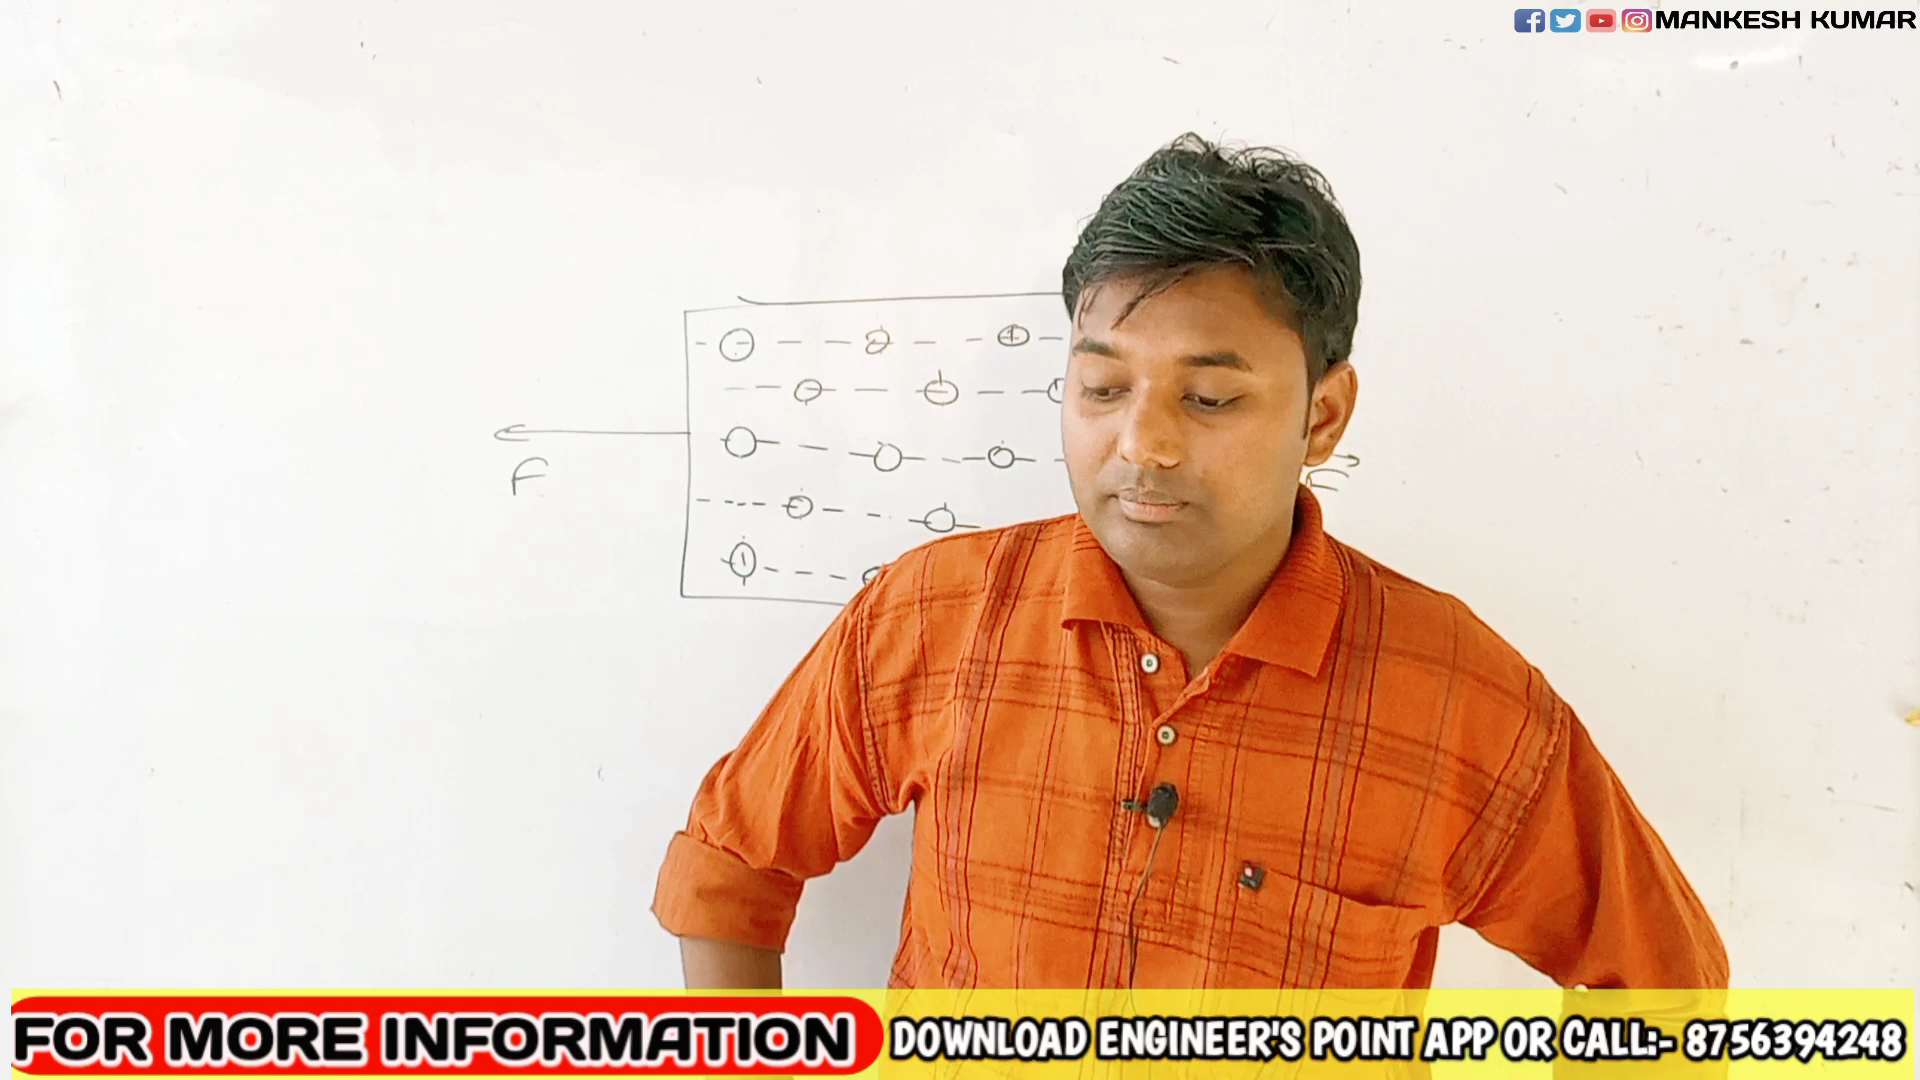 MANKESH KUMAR
F
F
FOR MORE INFORMATION DOWNLOAD ENGINEER'S POINT APP OR CALL:- 8756394248